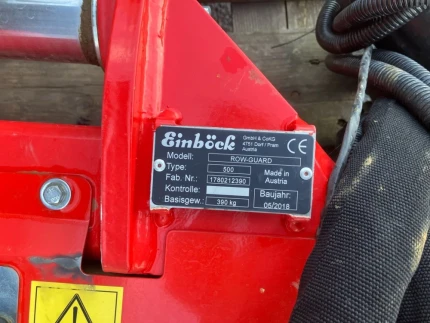 Einböck GmbH & CoKG
4751 Dorf / Pram
Austria
CE
Modell: ROW-GUARD
Type: 500
Fab. Nr.: 1780212390
Made in
Austria
Kontrolle:
Baujahr:
Basisgew.: 390 kg
05/2018